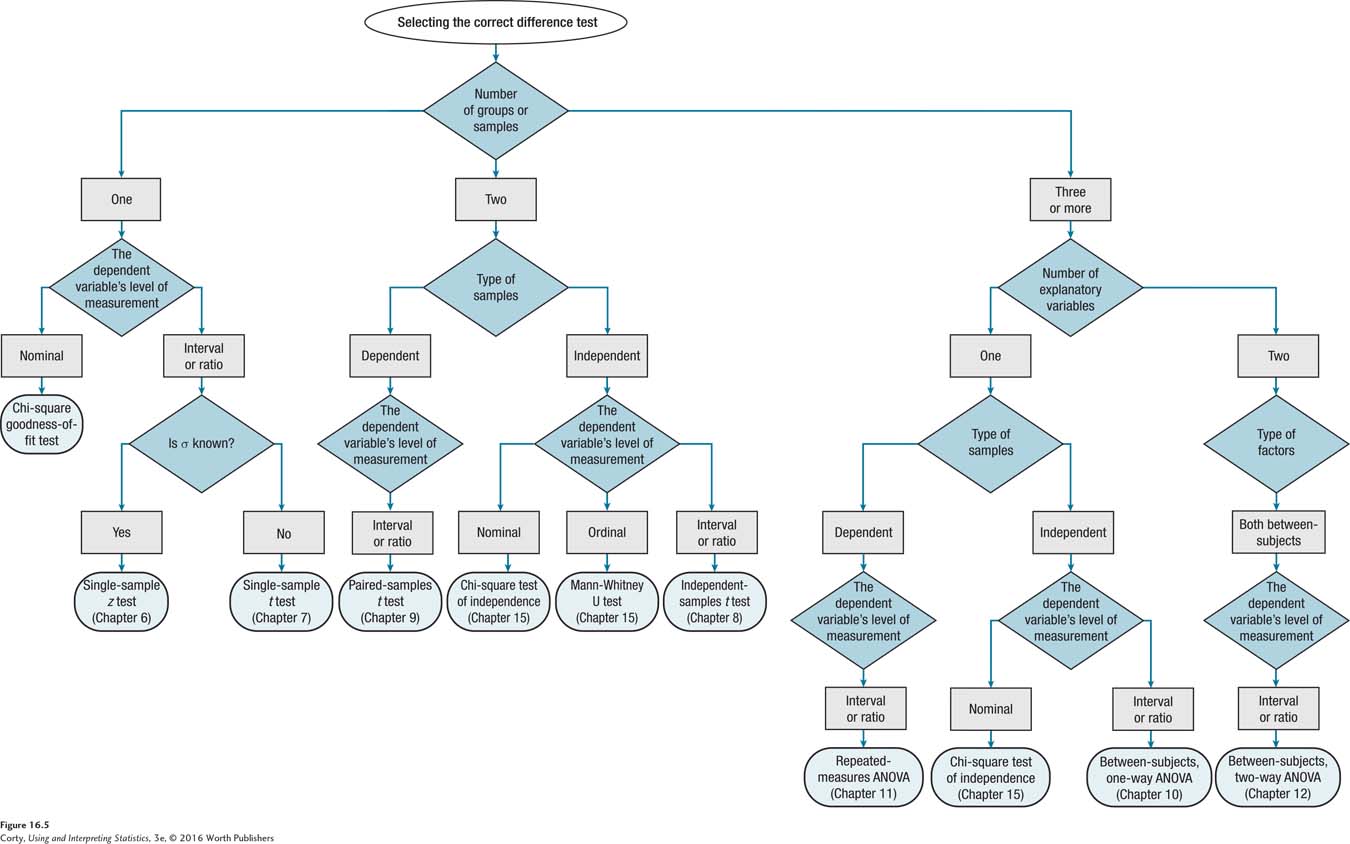 Selecting the correct difference test
Number
of groups or
samples
One
Two
Three
or more
The
dependent
variable's level of
measurement
Type of
samples
Number of
explanatory
variables
Nominal
Interval
or ratio
Dependent
Independent
One
Two
Chi-square
goodness-of-
fit test
Is σ known?
The
dependent
variable's level of
measurement
The
dependent
variable's level of
measurement
Type of
samples
Type of
factors
Yes
No
Interval
or ratio
Nominal
Ordinal
Interval
or ratio
Dependent
Independent
Both between-
subjects
Single-sample
z test
(Chapter 6)
Single-sample
t test
(Chapter 7)
Paired-samples
t test
(Chapter 9)
Chi-square test
of independence
(Chapter 15)
Mann-Whitney
U test
(Chapter 15)
Independent-
samples t test
(Chapter 8)
The
dependent
variable's level of
measurement
The
dependent
variable's level of
measurement
The
dependent
variable's level of
measurement
Interval
or ratio
Nominal
Interval
or ratio
Interval
or ratio
Repeated-
measures ANOVA
(Chapter 11)
Chi-square test
of independence
(Chapter 15)
Between-subjects,
one-way ANOVA
(Chapter 10)
Between-subjects,
two-way ANOVA
(Chapter 12)
Figure 16.5
Corty, Using and Interpreting Statistics, 3e, © 2016 Worth Publishers